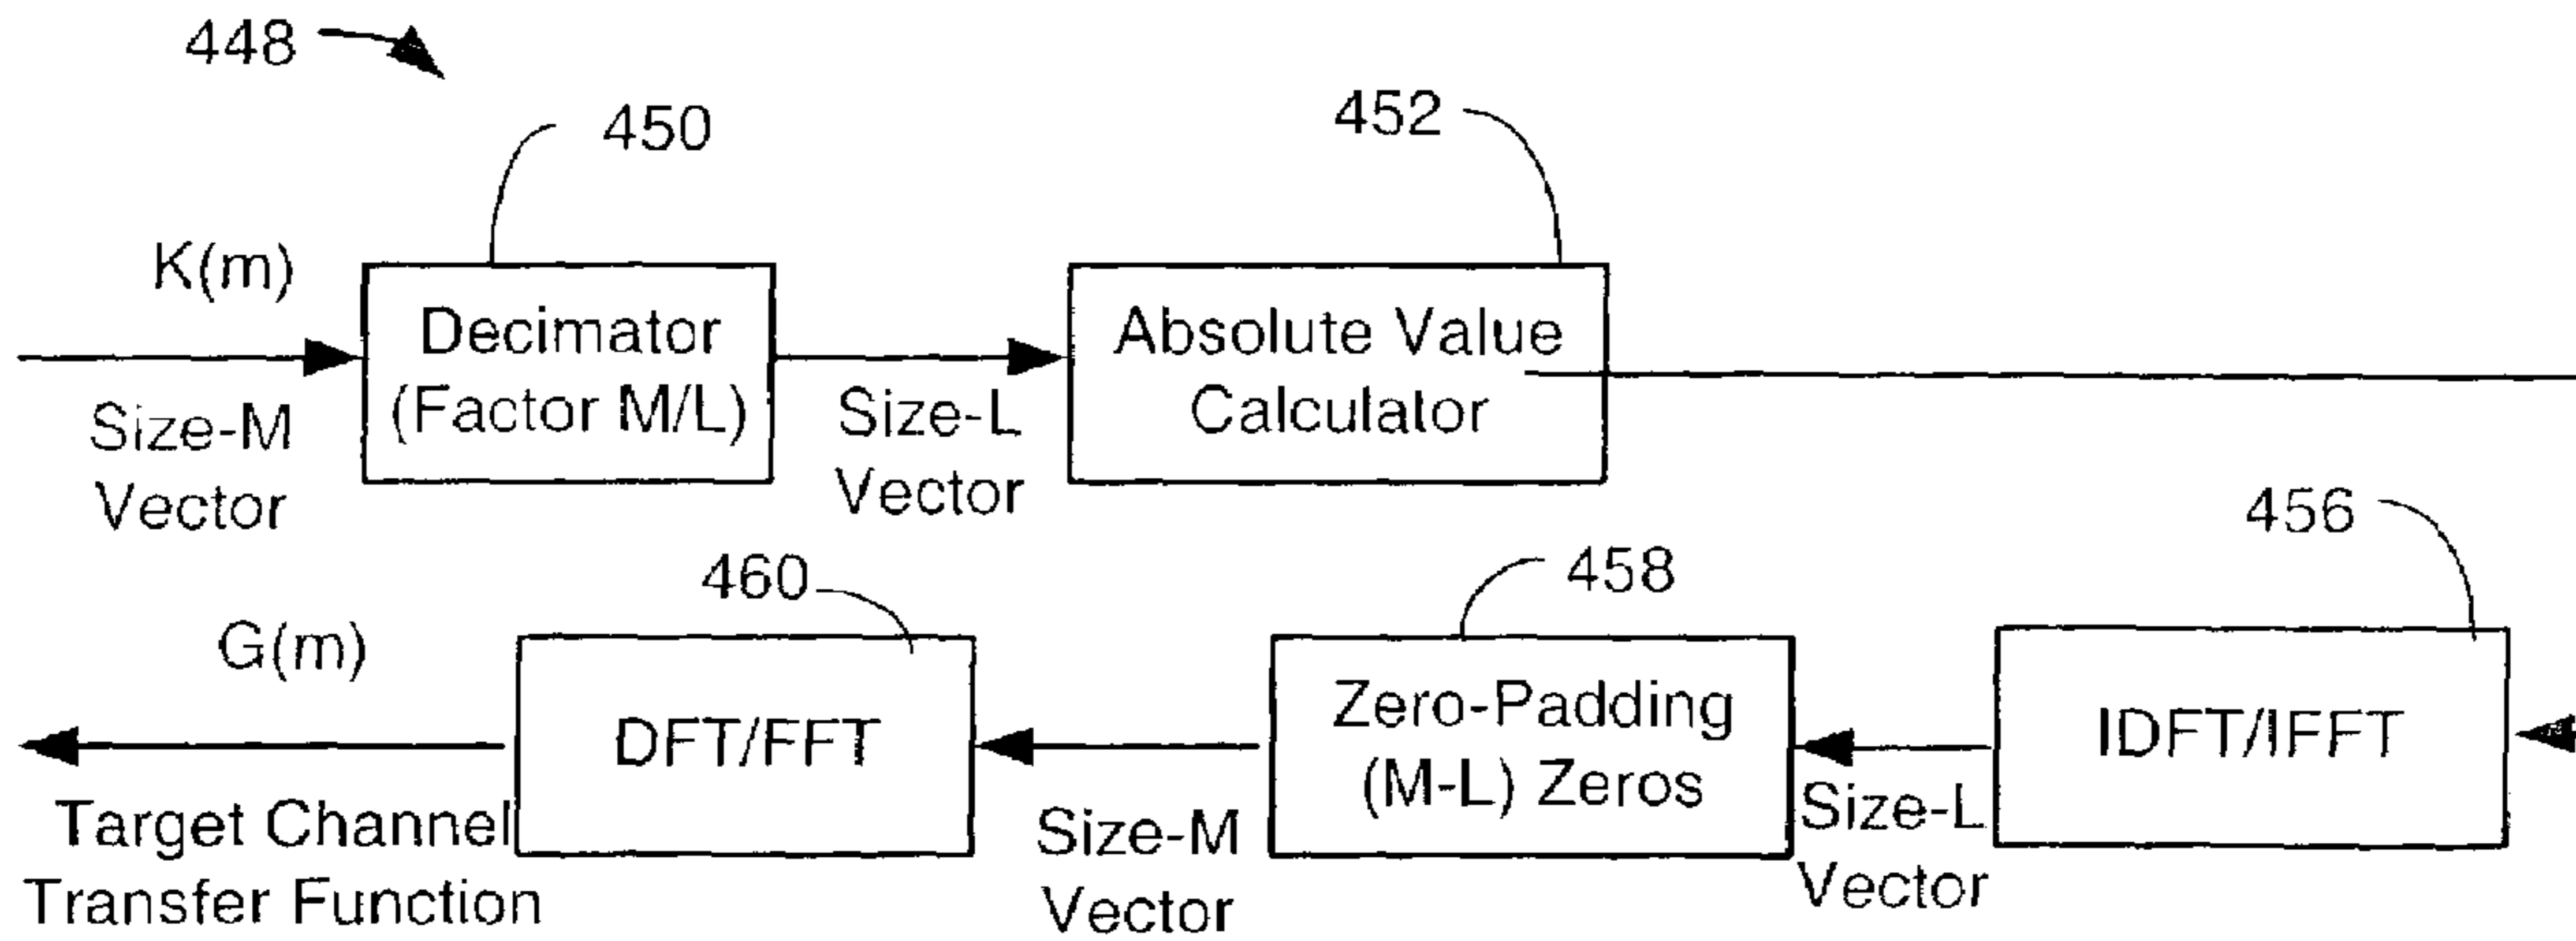 448
450
452
K(m)
Decimator
(Factor M/L)
Absolute Value
Calculator
Size-M
Vector
Size-L
Vector
456
458
460
G(m)
DFT/FFT
Zero-Padding
(M-L) Zeros
IDFT/IFFT
Target Channel
Transfer Function
Size-M
Vector
Size-L
Vector